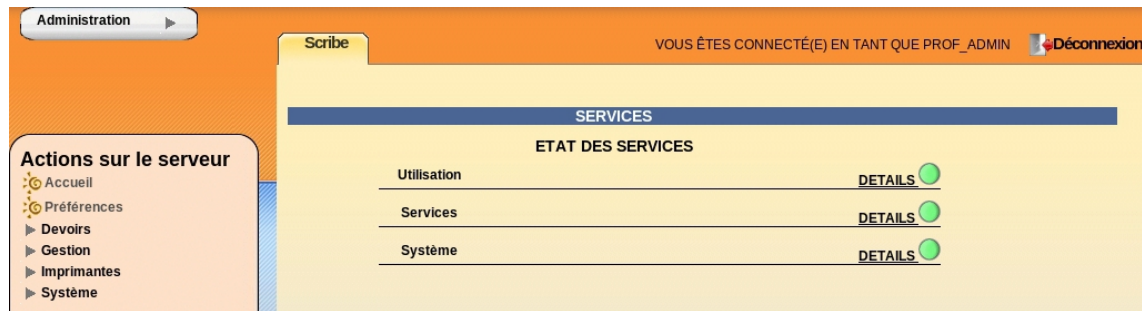 Administration
Scribe
VOUS ÊTES CONNECTÉ(E) EN TANT QUE PROF_ADMIN
Déconnexion
SERVICES
ETAT DES SERVICES
Utilisation DETAILS
Services DETAILS
Système DETAILS
Actions sur le serveur
Accueil
Préférences
Devoirs
Gestion
Imprimantes
Système